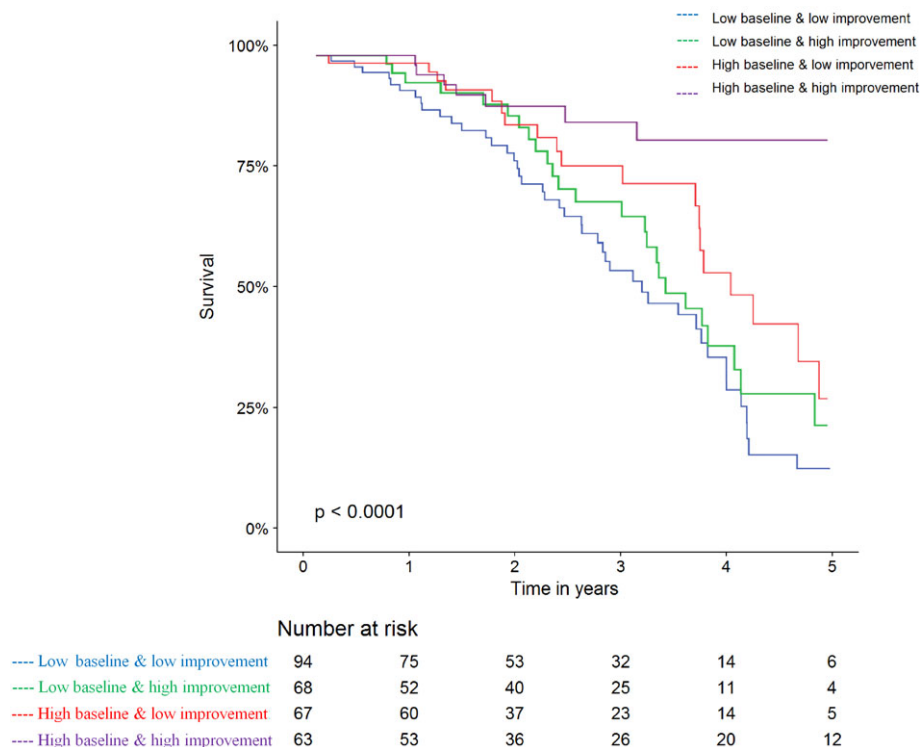 Low baseline & low improvement
Low baseline & high improvement
High baseline & low imporvement
High baseline & high improvement
100%
75%
50%
25%
0%
Survival
p < 0.0001
0 1 2 3 4 5
Time in years
Number at risk
---- Low baseline & low improvement 94 75 53 32 14 6
---- Low baseline & high improvement 68 52 40 25 11 4
---- High baseline & low improvement 67 60 37 23 14 5
---- High baseline & high improvement 63 53 36 26 20 12